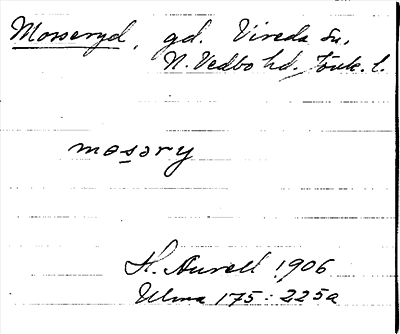 Mosseryd, gd. Vireda sn,
N. Vedbo hd. Jönk. l.
mosəry
H. Aurell 1906
Ulma 175:225a